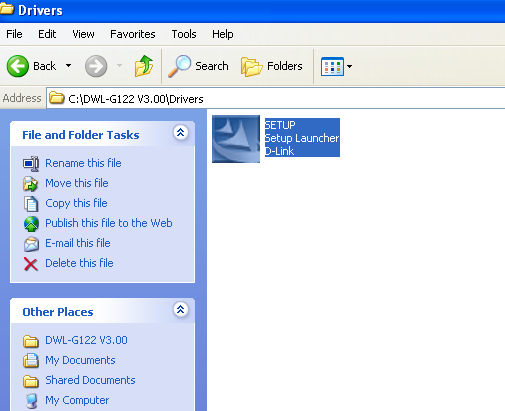 Drivers
File Edit View Favorites Tools Help
Back Search Folders
Address C:\DWL-G122 V3.00\Drivers
File and Folder Tasks
Rename this file
Move this file
Copy this file
Publish this file to the Web
E-mail this file
Delete this file
Other Places
DWL-G122 V3.00
My Documents
Shared Documents
My Computer
SETUP
Setup Launcher
D-Link